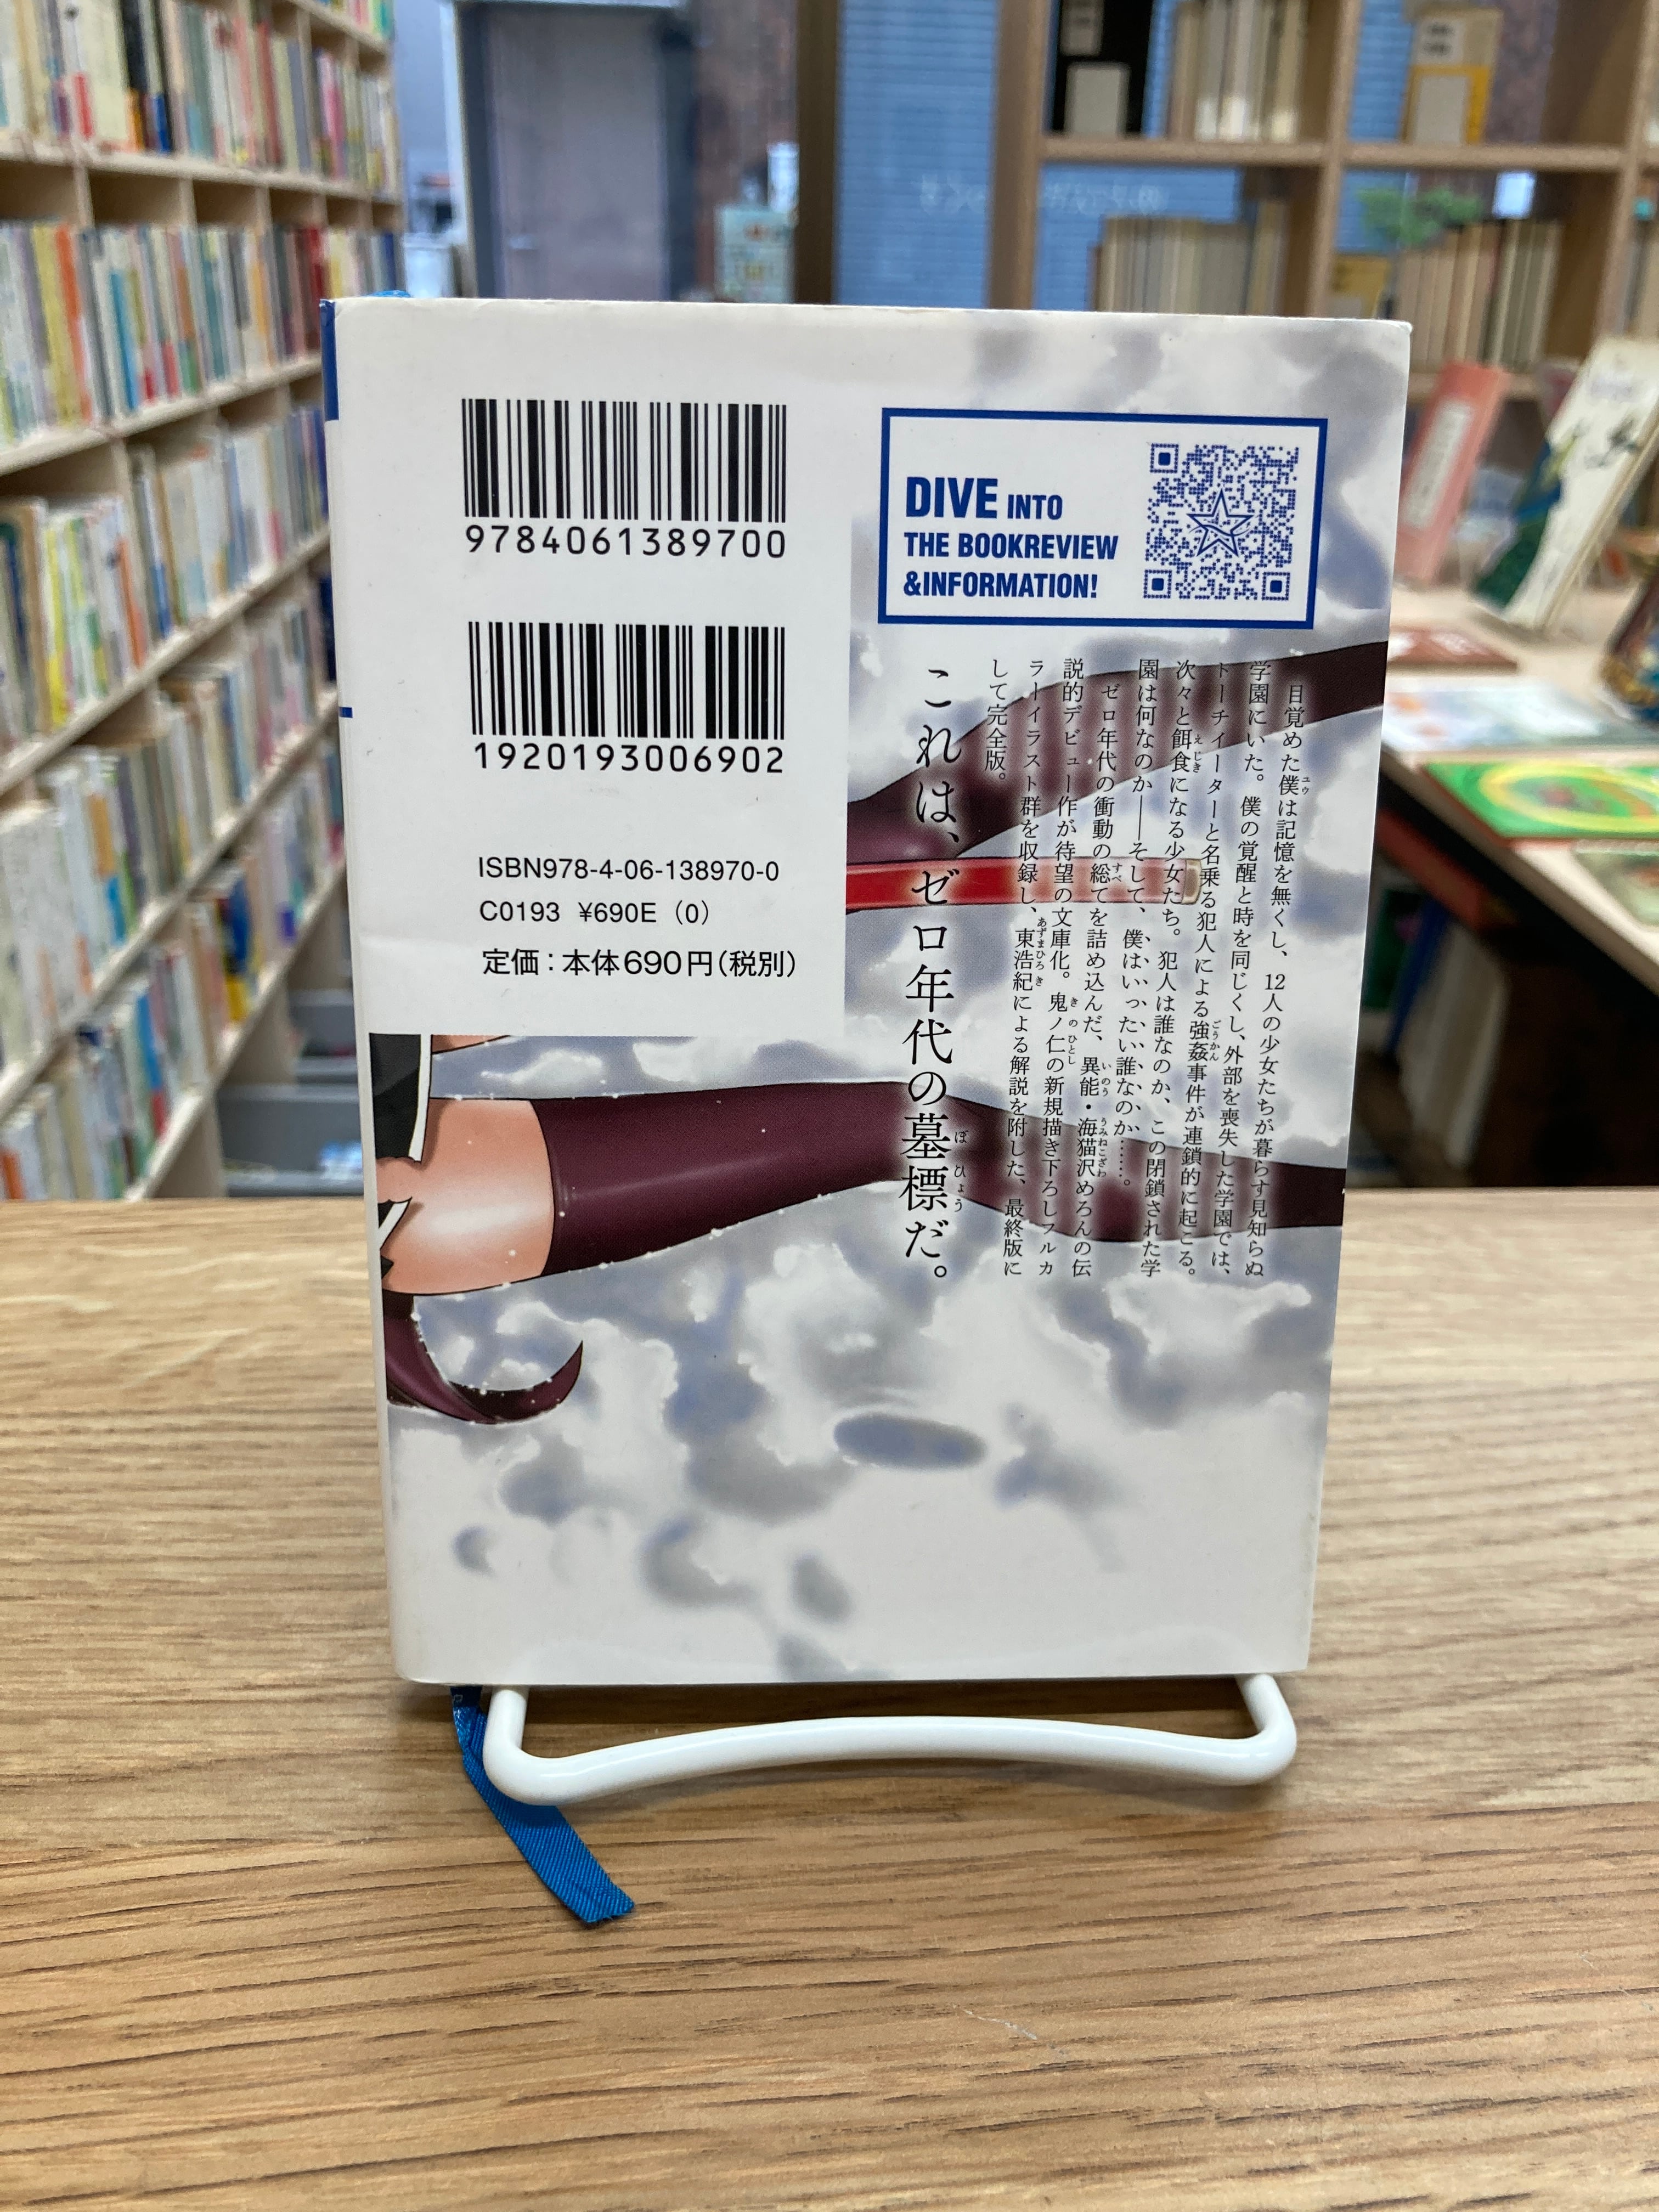 9784061389700
1920193006902
ISBN978-4-06-138970-0
C0193 ¥690E (0)
定価：本体690円(税別)
DIVE INTO
THE BOOKREVIEW
&INFORMATION!
目覚めた僕は記憶を無くし、12人の少女たちが暮らす見知らぬ
学園にいた。僕の覚醒と時を同じくし、外部を喪失した学園では、
トーチイーターと名乗る犯人による強姦事件が連鎖的に起こる。
次々と餌食になる少女たち。犯人は誰なのか、この閉鎖された学
園は何なのか――そして、僕はいったい誰なのか……。
ゼロ年代の衝動の総てを詰め込んだ、異能・海猫沢めろんの伝
説的デビュー作が待望の文庫化。鬼ノ仁の新規描き下ろしフルカ
ラーイラスト群を収録し、東浩紀による解説を附した、最終版に
して完全版。
これは、ゼロ年代の墓標だ。